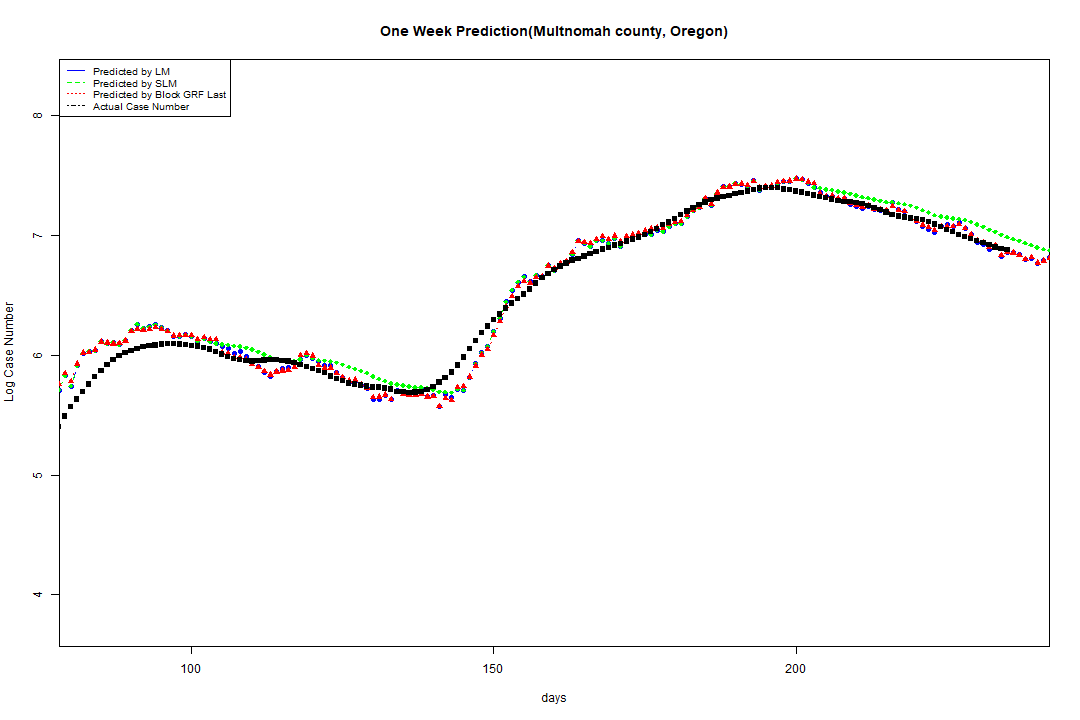 One Week Prediction(Multnomah county, Oregon)
Predicted by LM
Predicted by SLM
Predicted by Block GRF Last
Actual Case Number
8
7
6
5
4
Log Case Number
100 150 200
days